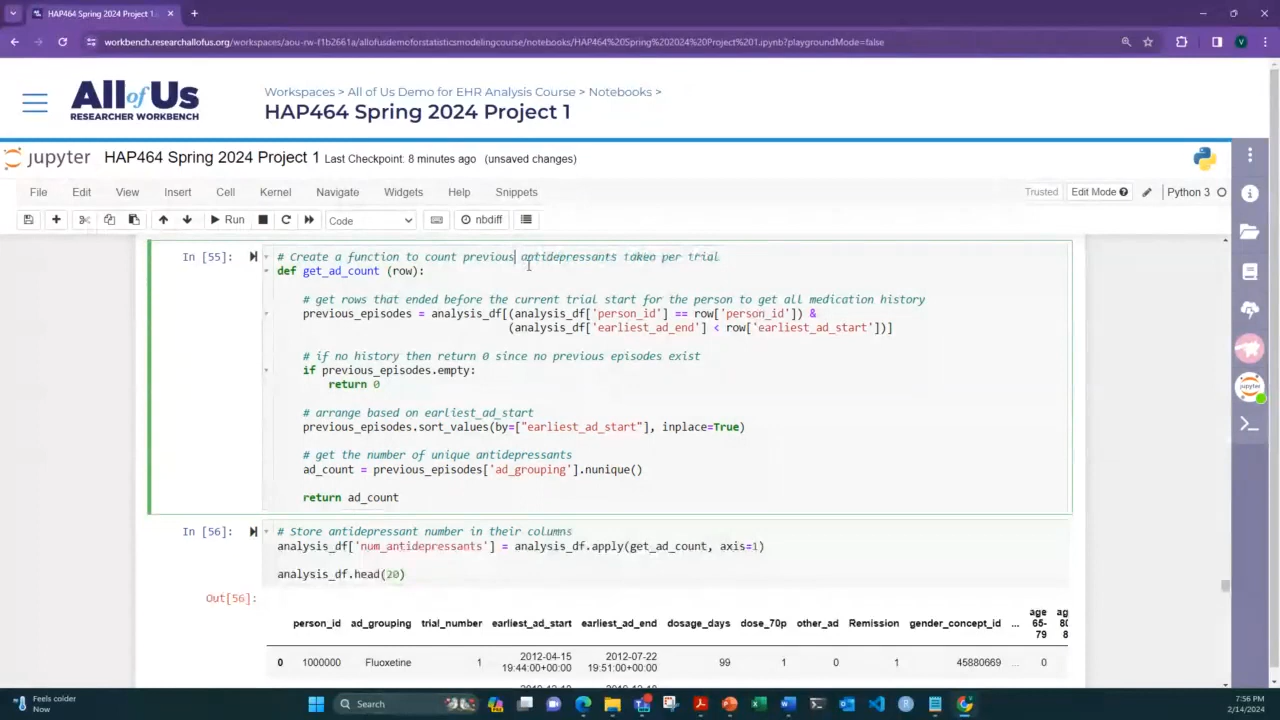 HAP464 Spring 2024 Project 1
workbench.researchallofus.org/workspaces/aou-rw-f1b2661a/allofusdemoforstatisticsmodelingcourse/notebooks/HAP464%20Spring%202024%20Project%201.ipynb?playgroundMode=false
V
All of Us
RESEARCHER WORKBENCH
Workspaces > All of Us Demo for EHR Analysis Course > Notebooks >
HAP464 Spring 2024 Project 1
jupyter HAP464 Spring 2024 Project 1 Last Checkpoint: 8 minutes ago (unsaved changes)
File Edit View Insert Cell Kernel Navigate Widgets Help Snippets Trusted Edit Mode Python 3
Run Code nbdiff
In [55]: # Create a function to count previous antidepressants taken per trial
def get_ad_count (row):
# get rows that ended before the current trial start for the person to get all medication history
previous_episodes = analysis_df[(analysis_df['person_id'] == row['person_id']) &
(analysis_df['earliest_ad_end'] < row['earliest_ad_start'])]
# if no history then return 0 since no previous episodes exist
if previous_episodes.empty:
return 0
# arrange based on earliest_ad_start
previous_episodes.sort_values(by=["earliest_ad_start"], inplace=True)
# get the number of unique antidepressants
ad_count = previous_episodes['ad_grouping'].nunique()
return ad_count
In [56]: # Store antidepressant number in their columns
analysis_df['num_antidepressants'] = analysis_df.apply(get_ad_count, axis=1)
analysis_df.head(20)
Out[56]:
person_id ad_grouping trial_number earliest_ad_start earliest_ad_end dosage_days dose_70p other_ad Remission gender_concept_id ... age 65-79
0 1000000 Fluoxetine 1 2012-04-15 19:44:00+00:00 2012-07-22 19:51:00+00:00 99 1 0 1 45880669 ... 0
Feels colder
Now
Search
7:56 PM
2/14/2024